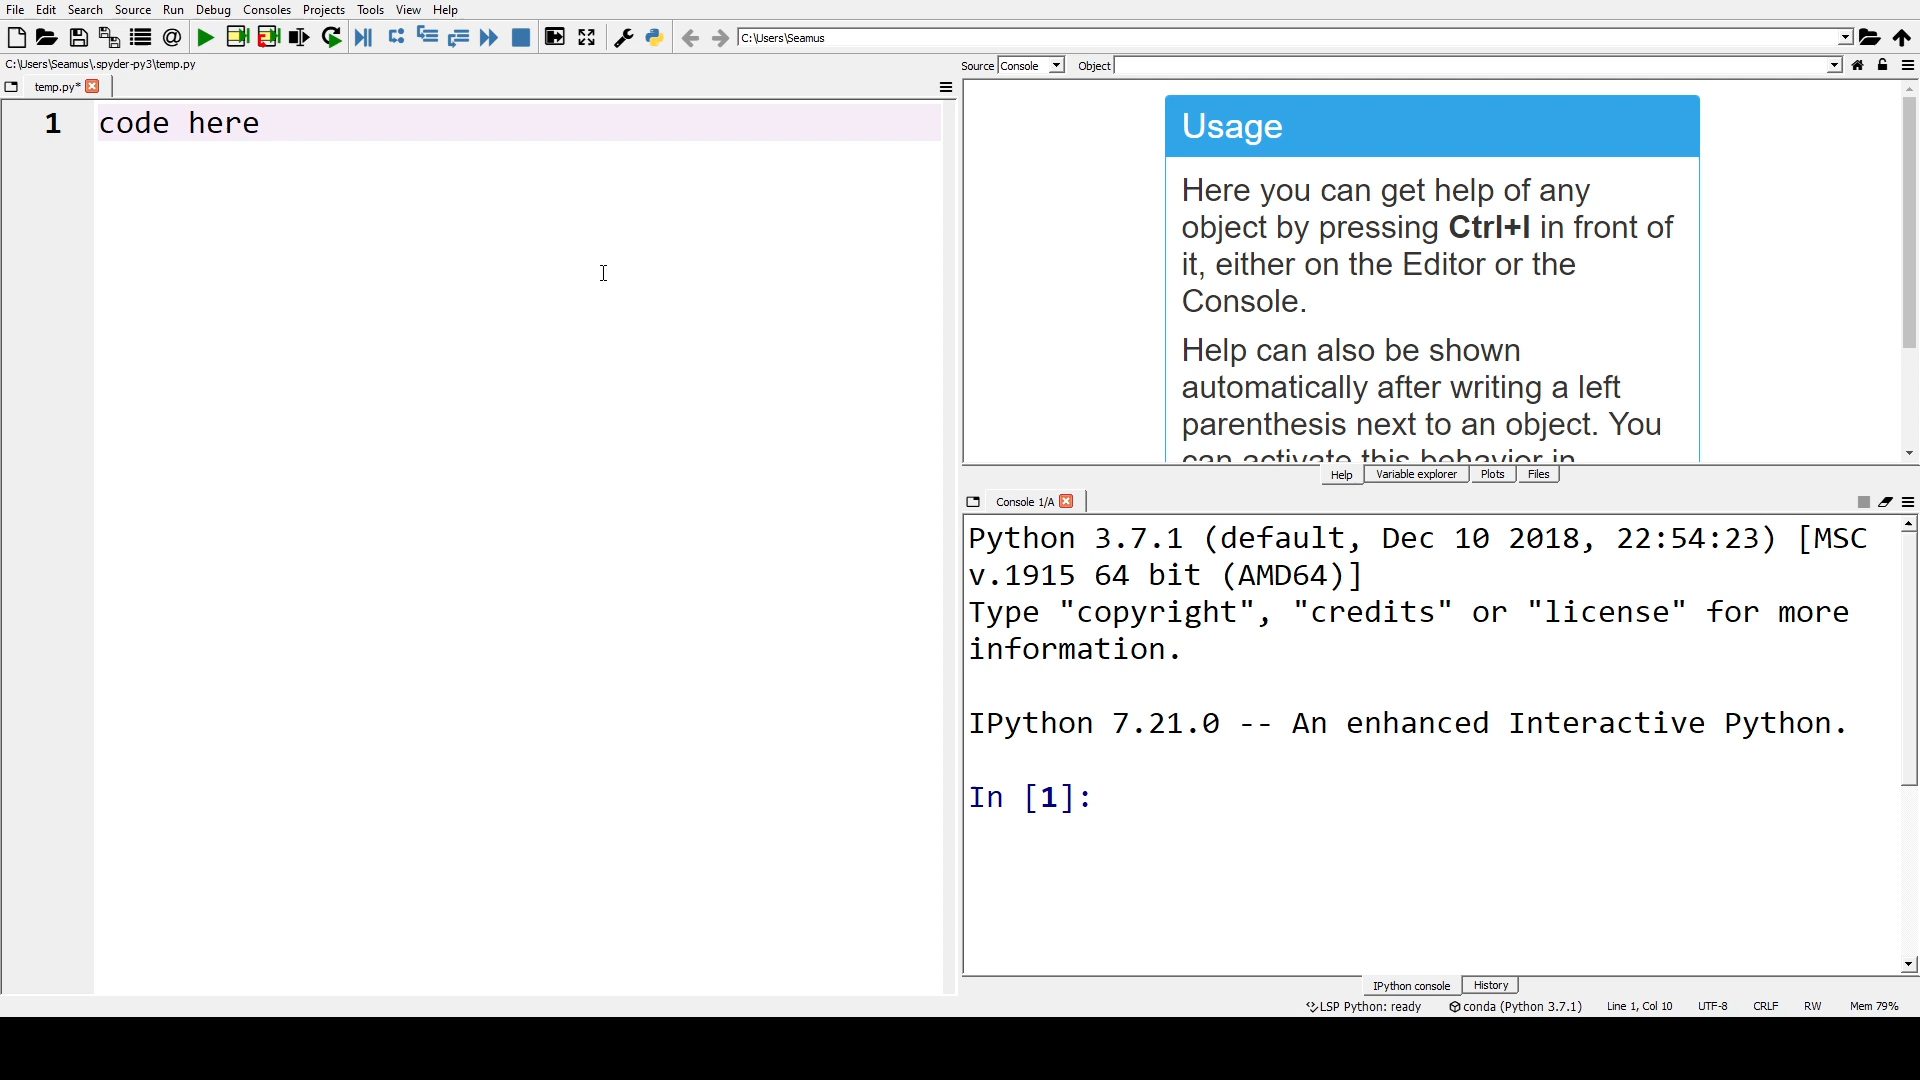 File Edit Search Source Run Debug Consoles Projects Tools View Help
C:\Users\Seamus
C:\Users\Seamus\.spyder-py3\temp.py
Source Console Object
temp.py*
1 code here
Usage
Here you can get help of any
object by pressing Ctrl+I in front of
it, either on the Editor or the
Console.
Help can also be shown
automatically after writing a left
parenthesis next to an object. You
can activate this behavior in
Help Variable explorer Plots Files
Console 1/A
Python 3.7.1 (default, Dec 10 2018, 22:54:23) [MSC
v.1915 64 bit (AMD64)]
Type "copyright", "credits" or "license" for more
information.
IPython 7.21.0 -- An enhanced Interactive Python.
In [1]:
IPython console History
LSP Python: ready conda (Python 3.7.1) Line 1, Col 10 UTF-8 CRLF RW Mem 79%